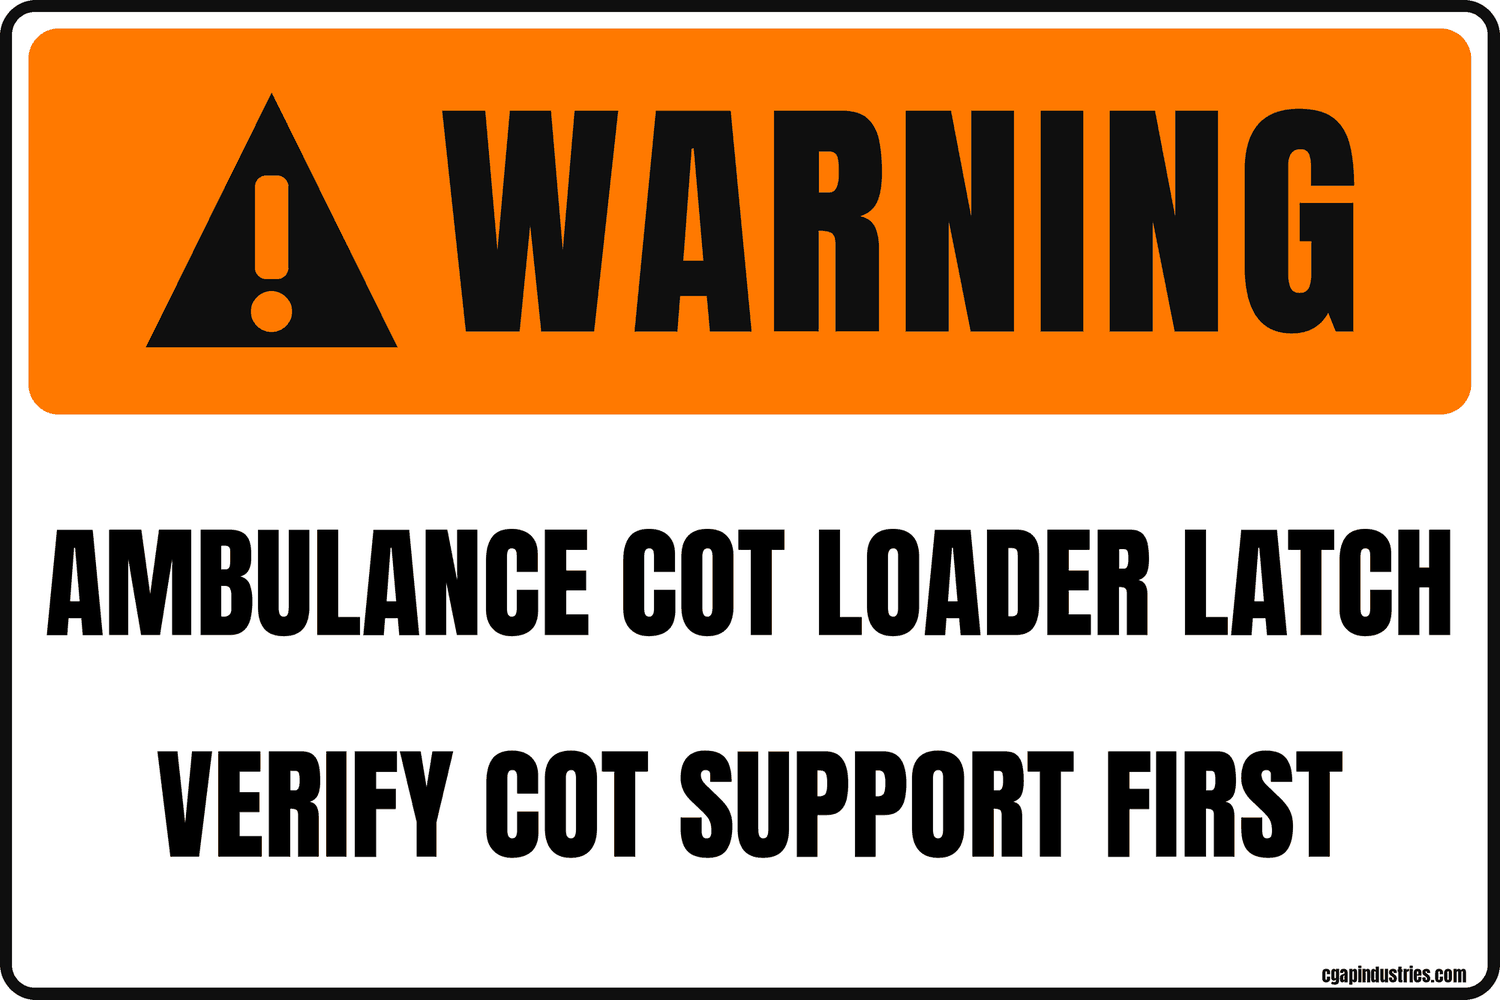 WARNING
AMBULANCE COT LOADER LATCH
VERIFY COT SUPPORT FIRST
cgapindustries.com